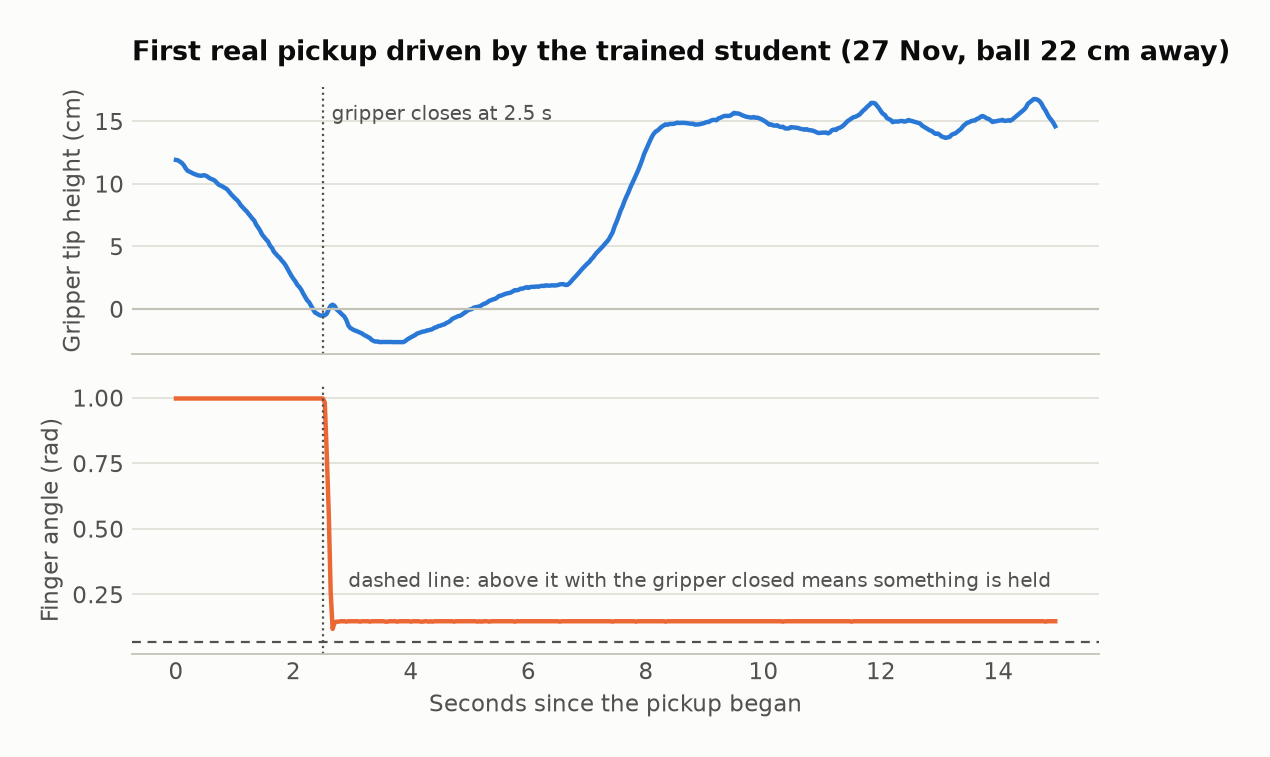 First real pickup driven by the trained student (27 Nov, ball 22 cm away)
gripper closes at 2.5 s
Gripper tip height (cm)
15
10
5
0
Finger angle (rad)
1.00
0.75
0.50
0.25
dashed line: above it with the gripper closed means something is held
0 2 4 6 8 10 12 14
Seconds since the pickup began